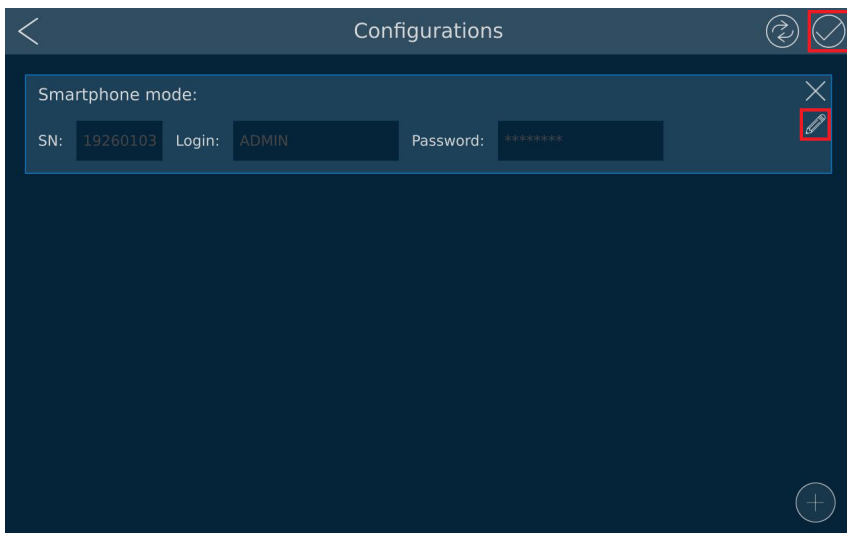 Configurations
Smartphone mode:
SN: 19260103 Login: ADMIN Password: ********